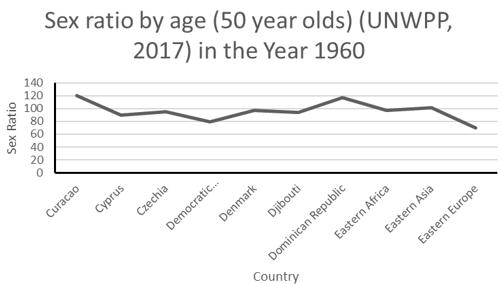 Sex ratio by age (50 year olds) (UNWPP,
2017) in the Year 1960
140
120
100
80
60
40
20
0
Sex Ratio
Curacao
Cyprus
Czechia
Democratic...
Denmark
Djibouti
Dominican Republic
Eastern Africa
Eastern Asia
Eastern Europe
Country